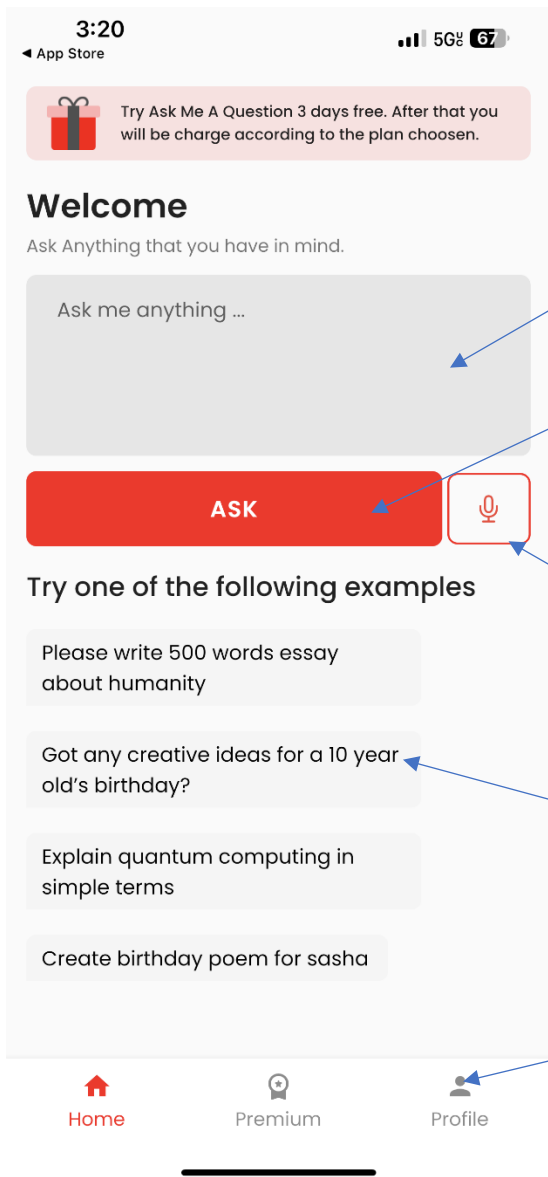 3:20
5G
67
◀ App Store
Try Ask Me A Question 3 days free. After that you
will be charge according to the plan choosen.
Welcome
Ask Anything that you have in mind.
Ask me anything ...
ASK
Try one of the following examples
Please write 500 words essay
about humanity
Got any creative ideas for a 10 year
old's birthday?
Explain quantum computing in
simple terms
Create birthday poem for sasha
Home
Premium
Profile